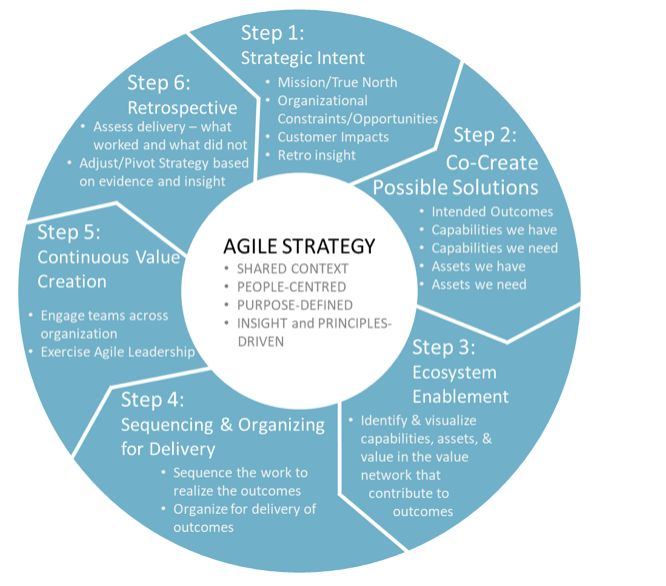 Step 1:
Strategic Intent
• Mission/True North
• Organizational
Constraints/Opportunities
• Customer Impacts
• Retro insight
Step 2:
Co-Create
Possible Solutions
• Intended Outcomes
• Capabilities we have
• Capabilities we need
• Assets we have
• Assets we need
Step 3:
Ecosystem
Enablement
• Identify & visualize
capabilities, assets, &
value in the value
network that
contribute to
outcomes
Step 4:
Sequencing & Organizing
for Delivery
• Sequence the work to
realize the outcomes
• Organize for delivery of
outcomes
Step 5:
Continuous Value
Creation
• Engage teams across
organization
• Exercise Agile Leadership
Step 6:
Retrospective
• Assess delivery – what
worked and what did not
• Adjust/Pivot Strategy based
on evidence and insight
AGILE STRATEGY
• SHARED CONTEXT
• PEOPLE-CENTRED
• PURPOSE-DEFINED
• INSIGHT and PRINCIPLES-
DRIVEN